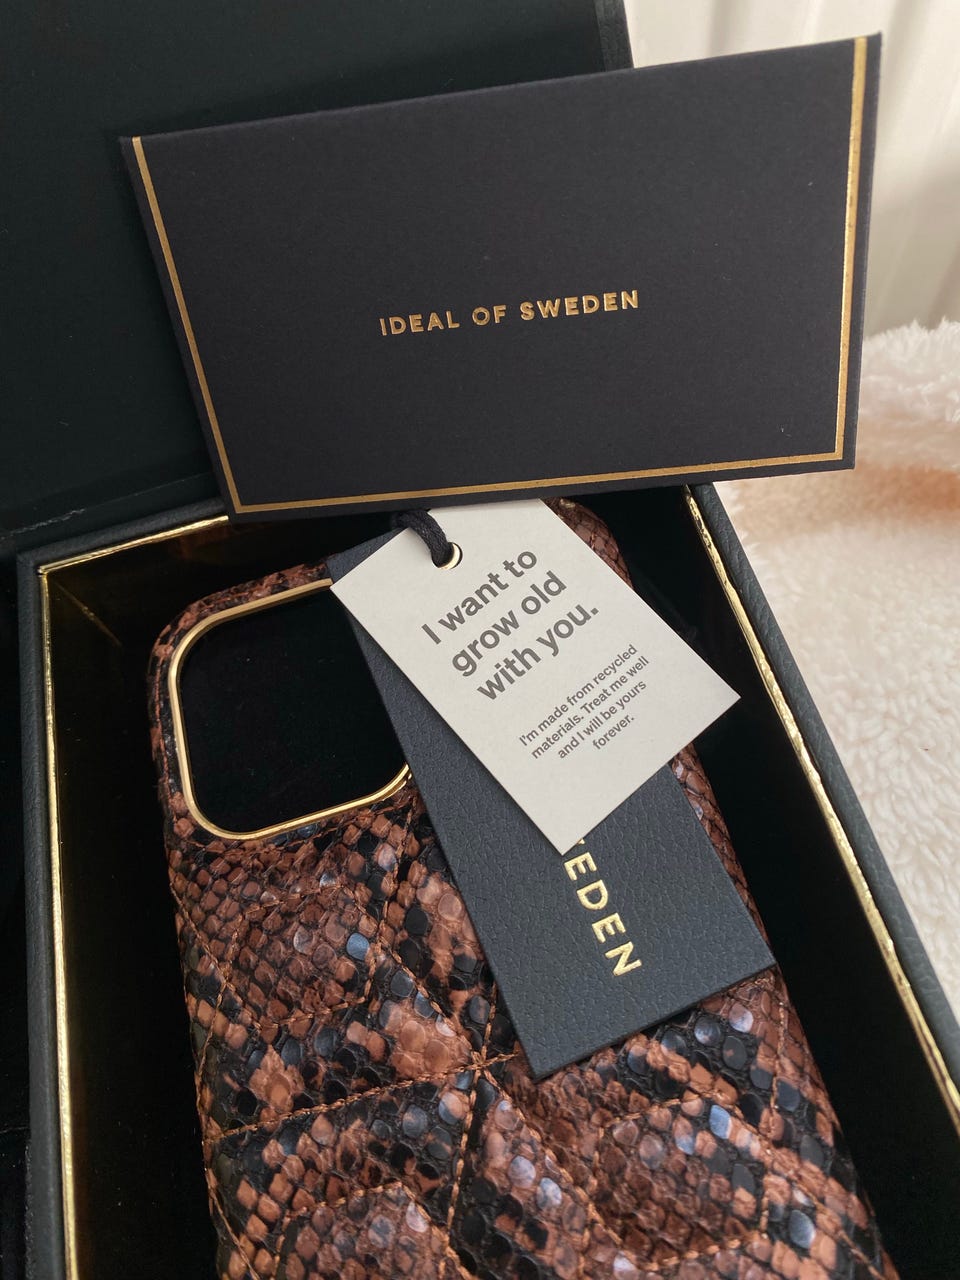 IDEAL OF SWEDEN
I want to
grow old
with you.
I'm made from recycled
materials. Treat me well
and I will be yours
forever.
EDEN